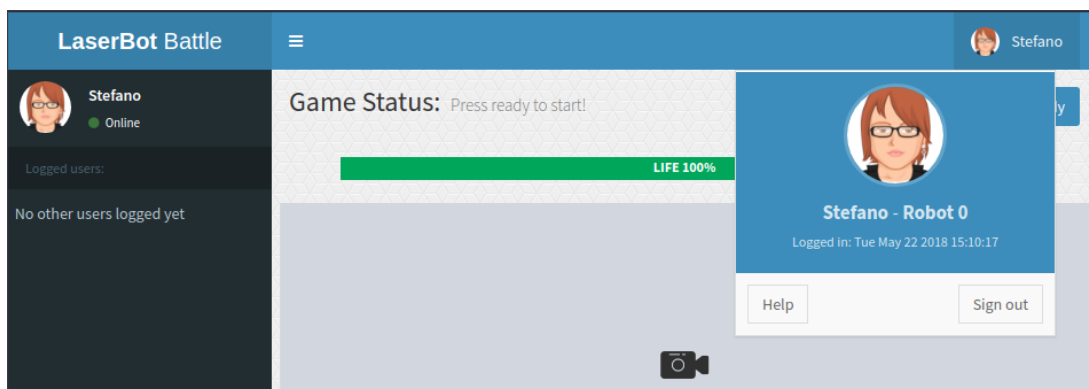 LaserBot Battle
Stefano
Stefano
Online
Logged users:
No other users logged yet
Game Status: Press ready to start!
LIFE 100%
Stefano - Robot 0
Logged in: Tue May 22 2018 15:10:17
Help
Sign out